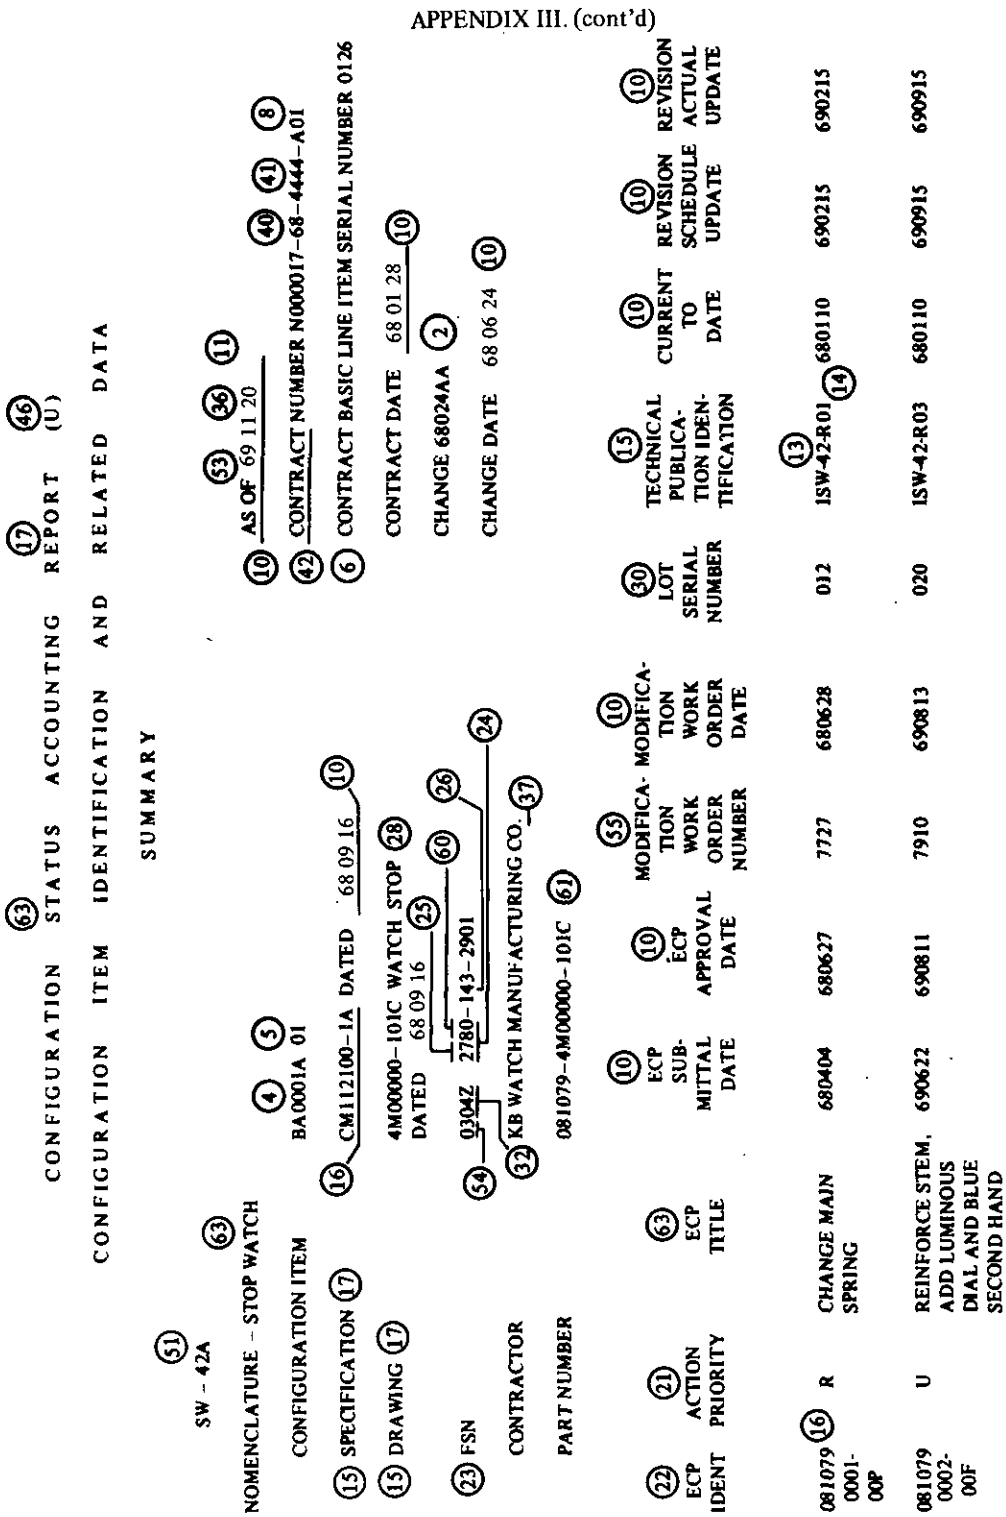 APPENDIX III. (cont'd)
63 17 46
CONFIGURATION STATUS ACCOUNTING REPORT (U)
CONFIGURATION ITEM IDENTIFICATION AND RELATED DATA
SUMMARY
51
SW - 42A
63
NOMENCLATURE - STOP WATCH
4 5
CONFIGURATION ITEM BA0001A 01
15 SPECIFICATION 17 16 CM112100-1A DATED 68 09 16 10
15 DRAWING 17 4M00000-101C WATCH STOP 28
DATED 68 09 16 25 60 26
23 FSN 0304Z 2780-143-2901 24
54 32
CONTRACTOR KB WATCH MANUFACTURING CO. 37
PART NUMBER 081079-4M00000-101C 61
53 36 11
10 AS OF 69 11 20
40 41 8
42 CONTRACT NUMBER N000017-68-4444-A01
6 CONTRACT BASIC LINE ITEM SERIAL NUMBER 0126
CONTRACT DATE 68 01 28 10
CHANGE 68024AA 2
CHANGE DATE 68 06 24 10
22 21 63 10 10 55 10 30 15 10 10 10
ECP ACTION ECP ECP ECP MODIFICA- MODIFICA- LOT TECHNICAL CURRENT REVISION REVISION
IDENT PRIORITY TITLE SUB- APPROVAL TION TION SERIAL PUBLICA- TO SCHEDULE ACTUAL
MITTAL DATE WORK WORK NUMBER TION IDEN- DATE UPDATE UPDATE
DATE ORDER ORDER TIFICATION
NUMBER DATE
16 13
081079 R CHANGE MAIN 680404 680627 7727 680628 012 1SW-42-R01 680110 690215 690215
0001- SPRING 14
00P
081079 U REINFORCE STEM, 690622 690811 7910 690813 020 1SW-42-R03 680110 690915 690915
0002- ADD LUMINOUS
00F DIAL AND BLUE
SECOND HAND